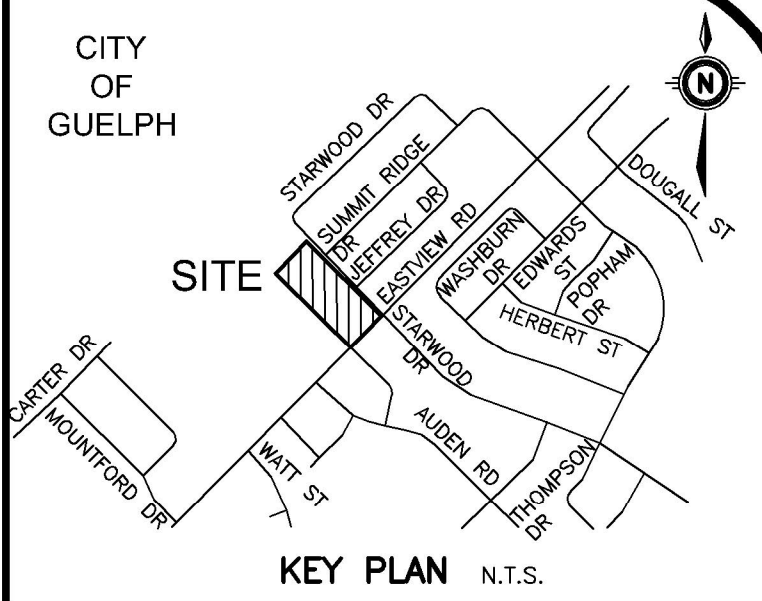 CITY
OF
GUELPH
N
STARWOOD DR
SUMMIT RIDGE
DR
JEFFREY DR
EASTVIEW RD
WASHBURN
DR
EDWARDS
ST
POPHAM
DR
DOUGALL ST
HERBERT ST
SITE
STARWOOD
DR
CARTER DR
MOUNTFORD DR
WATT ST
AUDEN RD
THOMPSON
DR
KEY PLAN N.T.S.